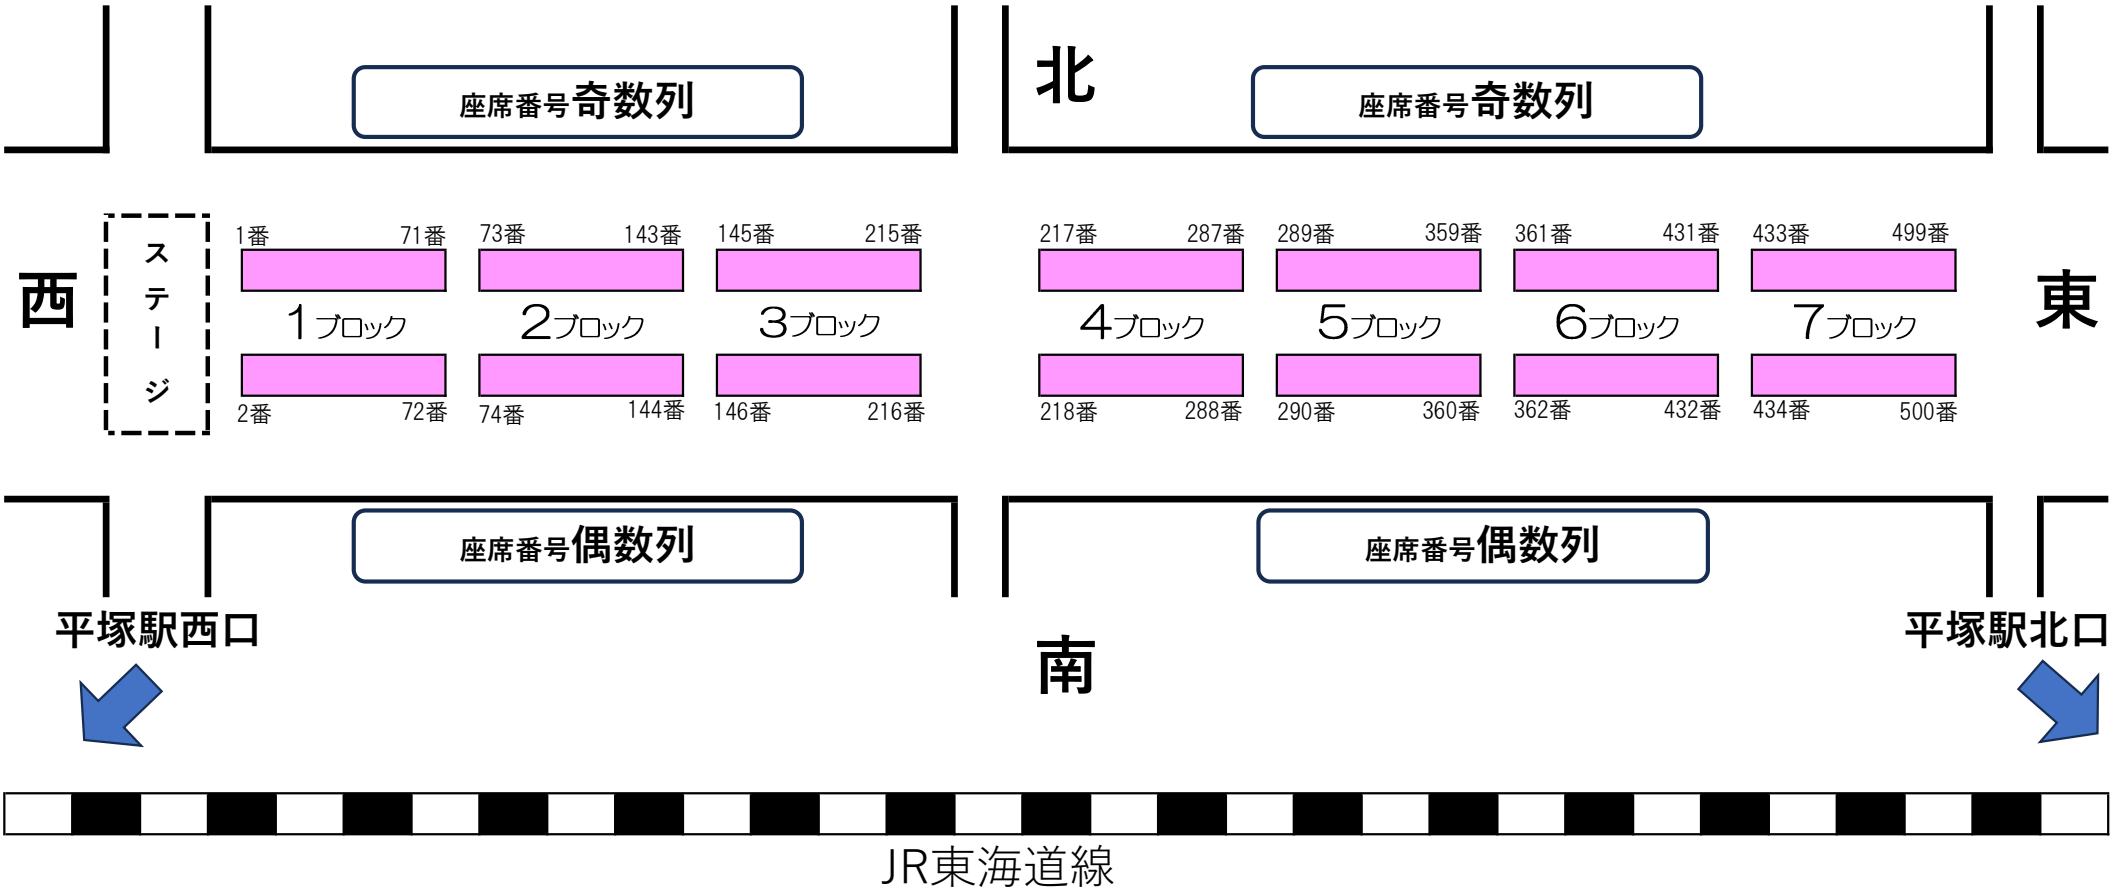 北
座席番号奇数列
座席番号奇数列
西
ステージ
1番
71番
73番
143番
145番
215番
217番
287番
289番
359番
361番
431番
433番
499番
1ブロック
2ブロック
3ブロック
4ブロック
5ブロック
6ブロック
7ブロック
東
2番
72番
74番
144番
146番
216番
218番
288番
290番
360番
362番
432番
434番
500番
座席番号偶数列
座席番号偶数列
平塚駅西口
南
平塚駅北口
JR東海道線